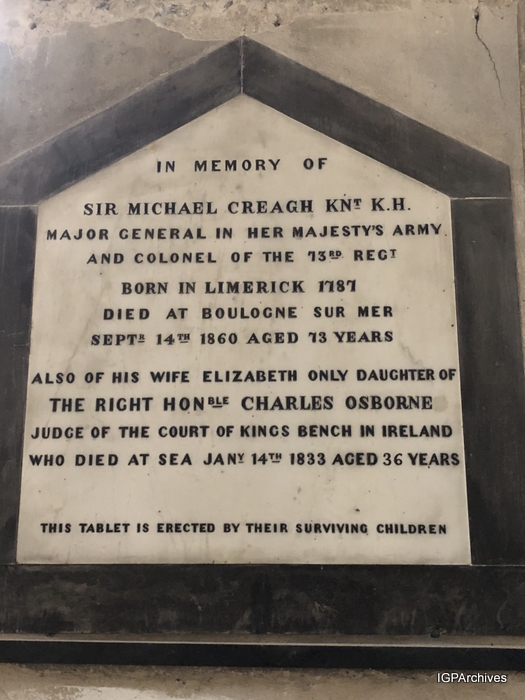 IN MEMORY OF
SIR MICHAEL CREAGH KNT K.H.
MAJOR GENERAL IN HER MAJESTY'S ARMY
AND COLONEL OF THE 73RD REGT
BORN IN LIMERICK 1787
DIED AT BOULOGNE SUR MER
SEPTR 14TH 1860 AGED 73 YEARS
ALSO OF HIS WIFE ELIZABETH ONLY DAUGHTER OF
THE RIGHT HONBLE CHARLES OSBORNE
JUDGE OF THE COURT OF KINGS BENCH IN IRELAND
WHO DIED AT SEA JANY 14TH 1833 AGED 36 YEARS
THIS TABLET IS ERECTED BY THEIR SURVIVING CHILDREN
IGPArchives